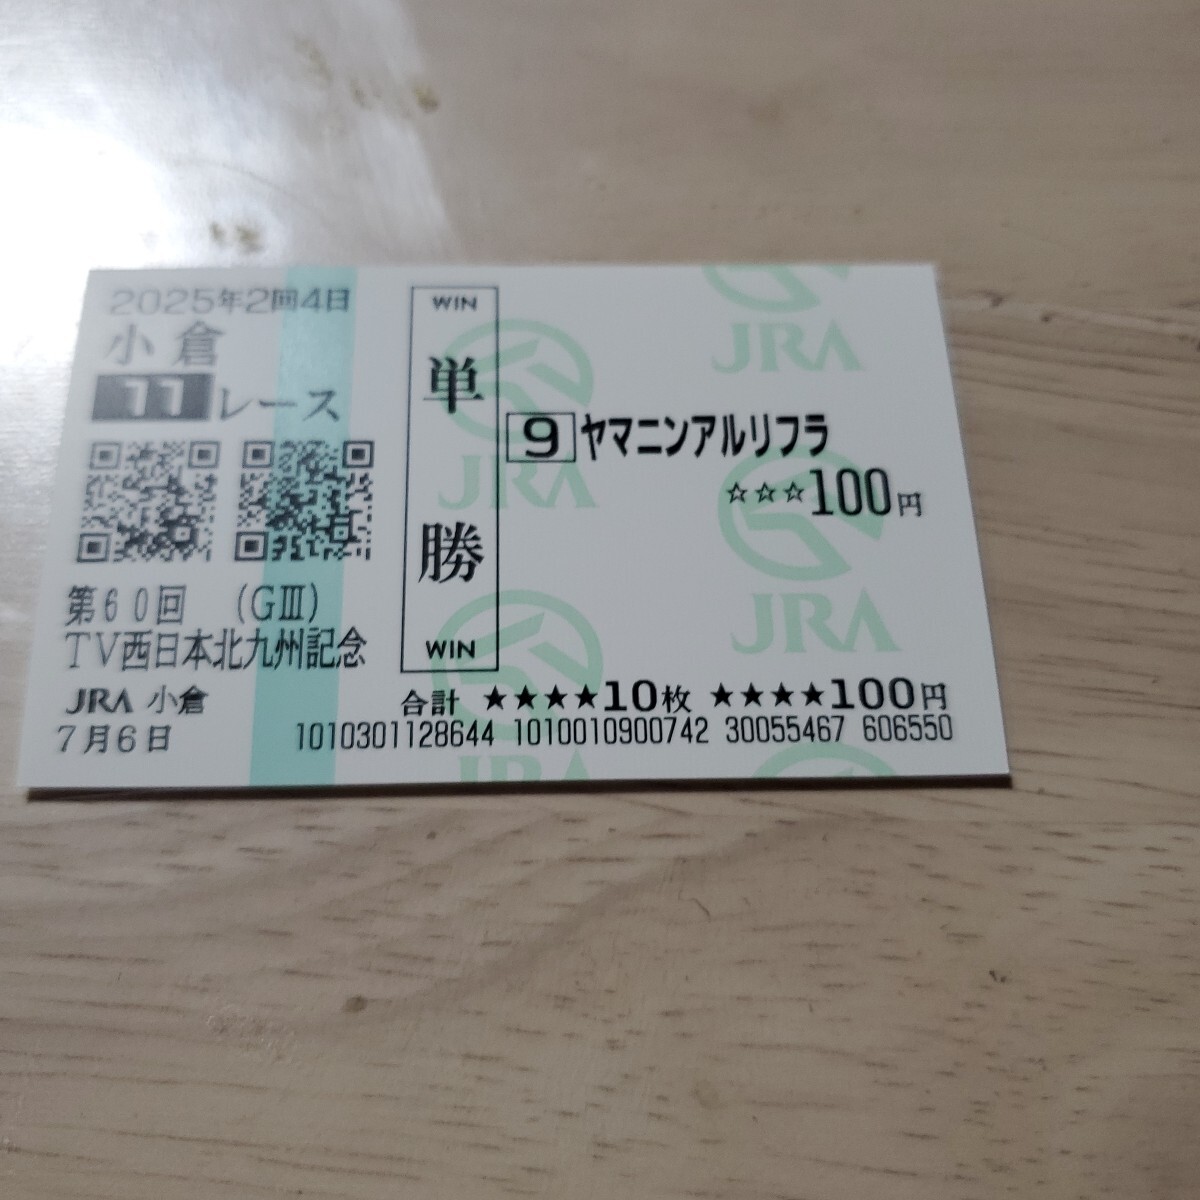 2025年2回4日
小倉
11レース
第60回 (GⅢ)
TV西日本北九州記念
JRA 小倉
7月6日
WIN
単勝
WIN
9 ヤマニンアルリフラ
☆☆☆100円
合計 ★★★★10枚 ★★★★100円
1010301128644 1010010900742 30055467 606550
JRA
JRA
JRA
JRA